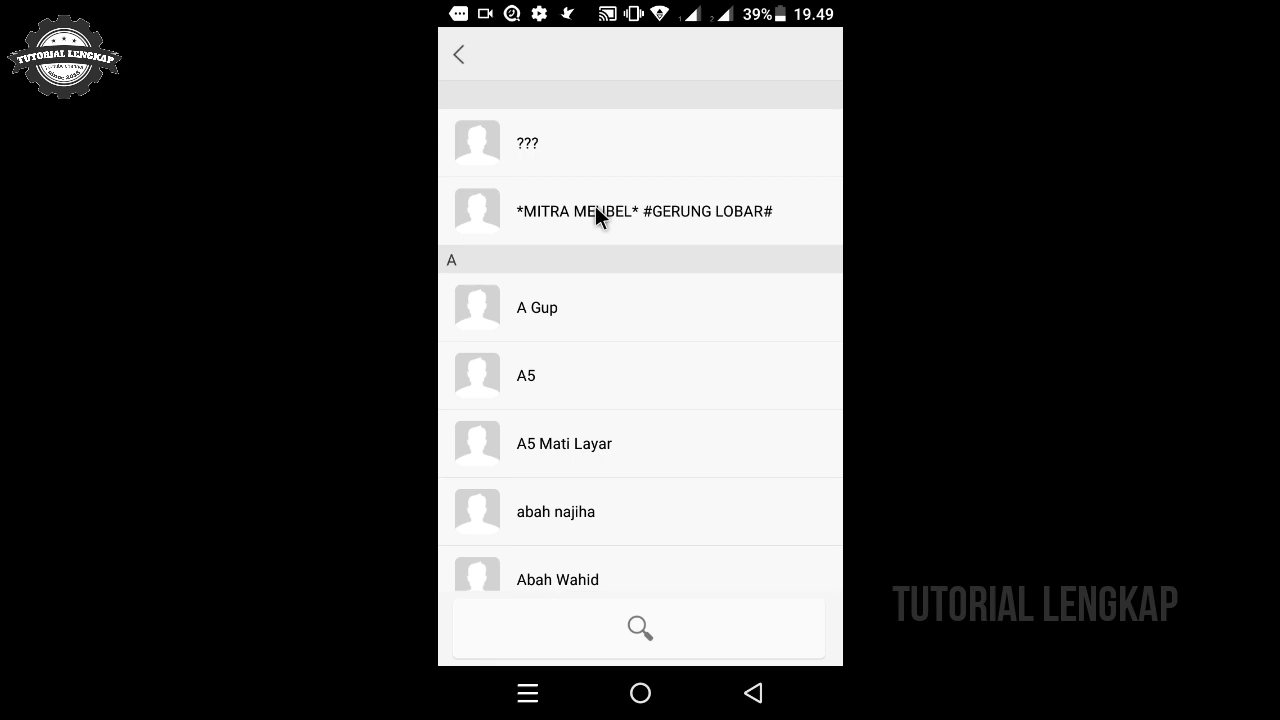 TUTORIAL LENGKAP
39% 19.49
???
*MITRA MEUBEL* #GERUNG LOBAR#
A
A Gup
A5
A5 Mati Layar
abah najiha
Abah Wahid
TUTORIAL LENGKAP